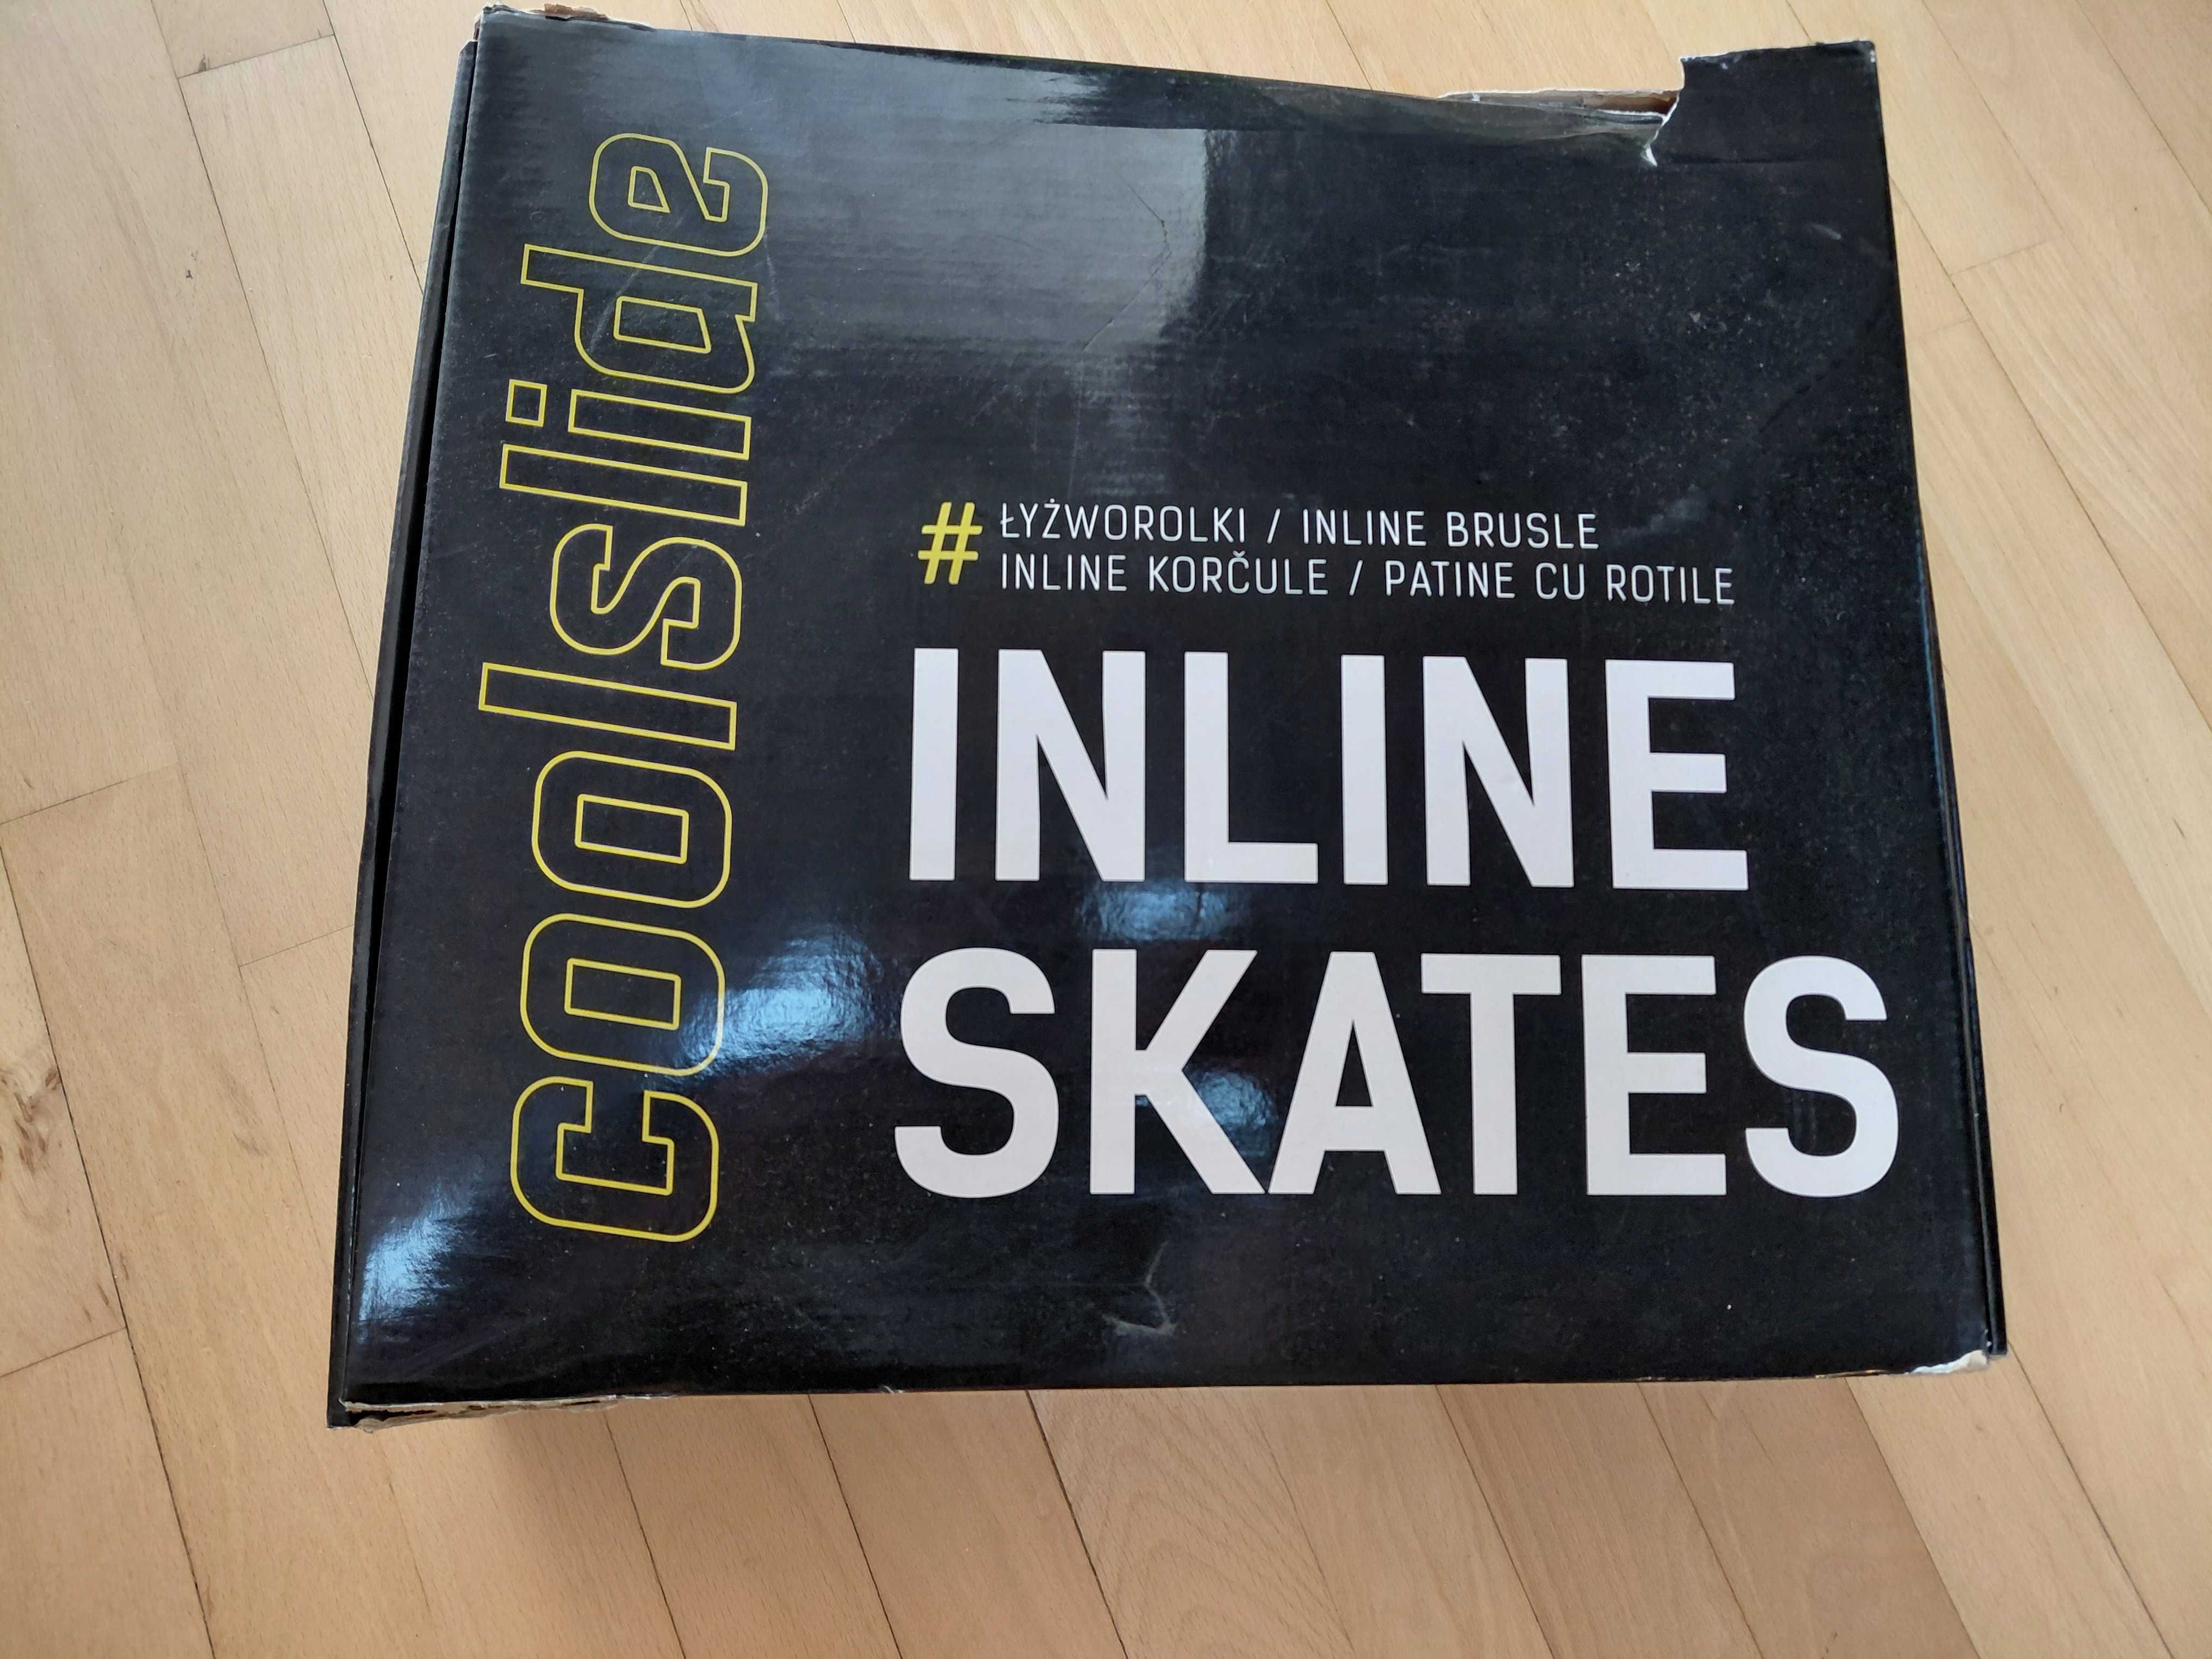 coolslide
# ŁYŻWOROLKI / INLINE BRUSLE
INLINE KORČULE / PATINE CU ROTILE
INLINE
SKATES